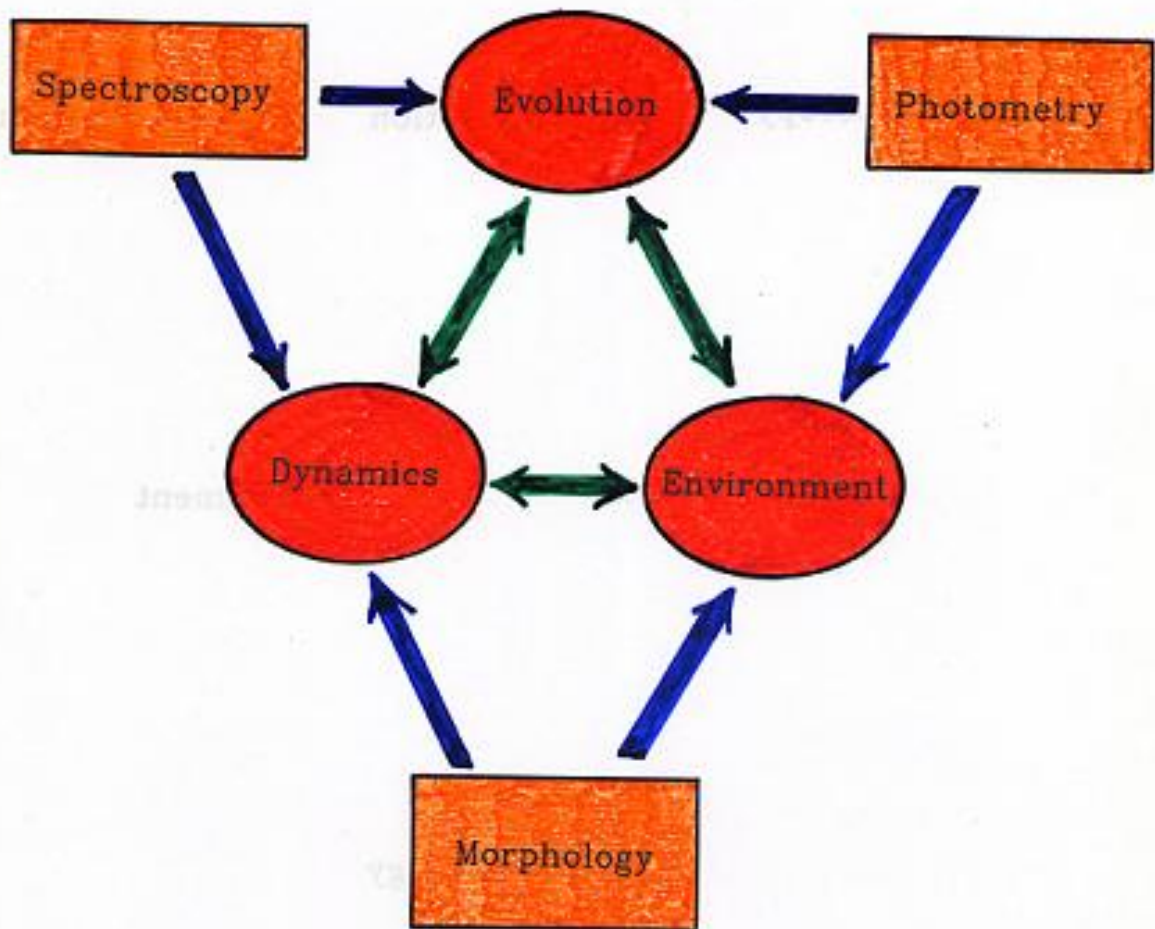 Spectroscopy
Evolution
Photometry
Dynamics
Environment
Morphology